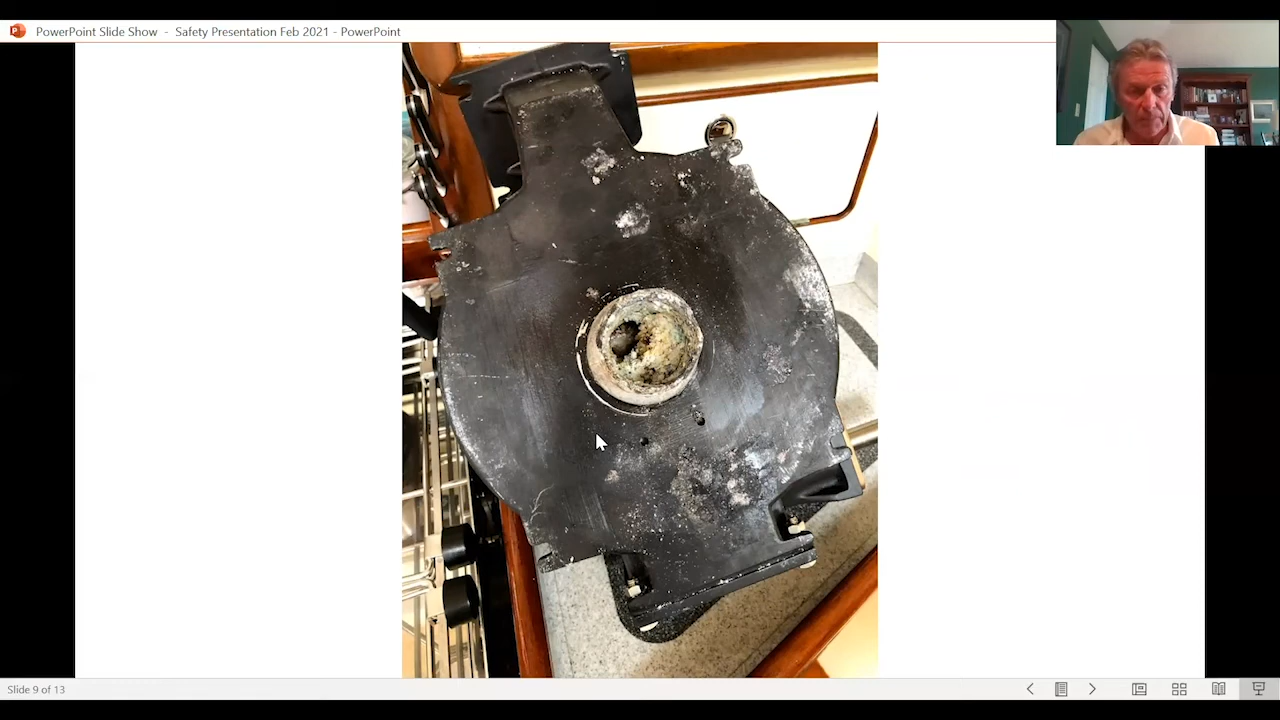 PowerPoint Slide Show - Safety Presentation Feb 2021 - PowerPoint
Slide 9 of 13